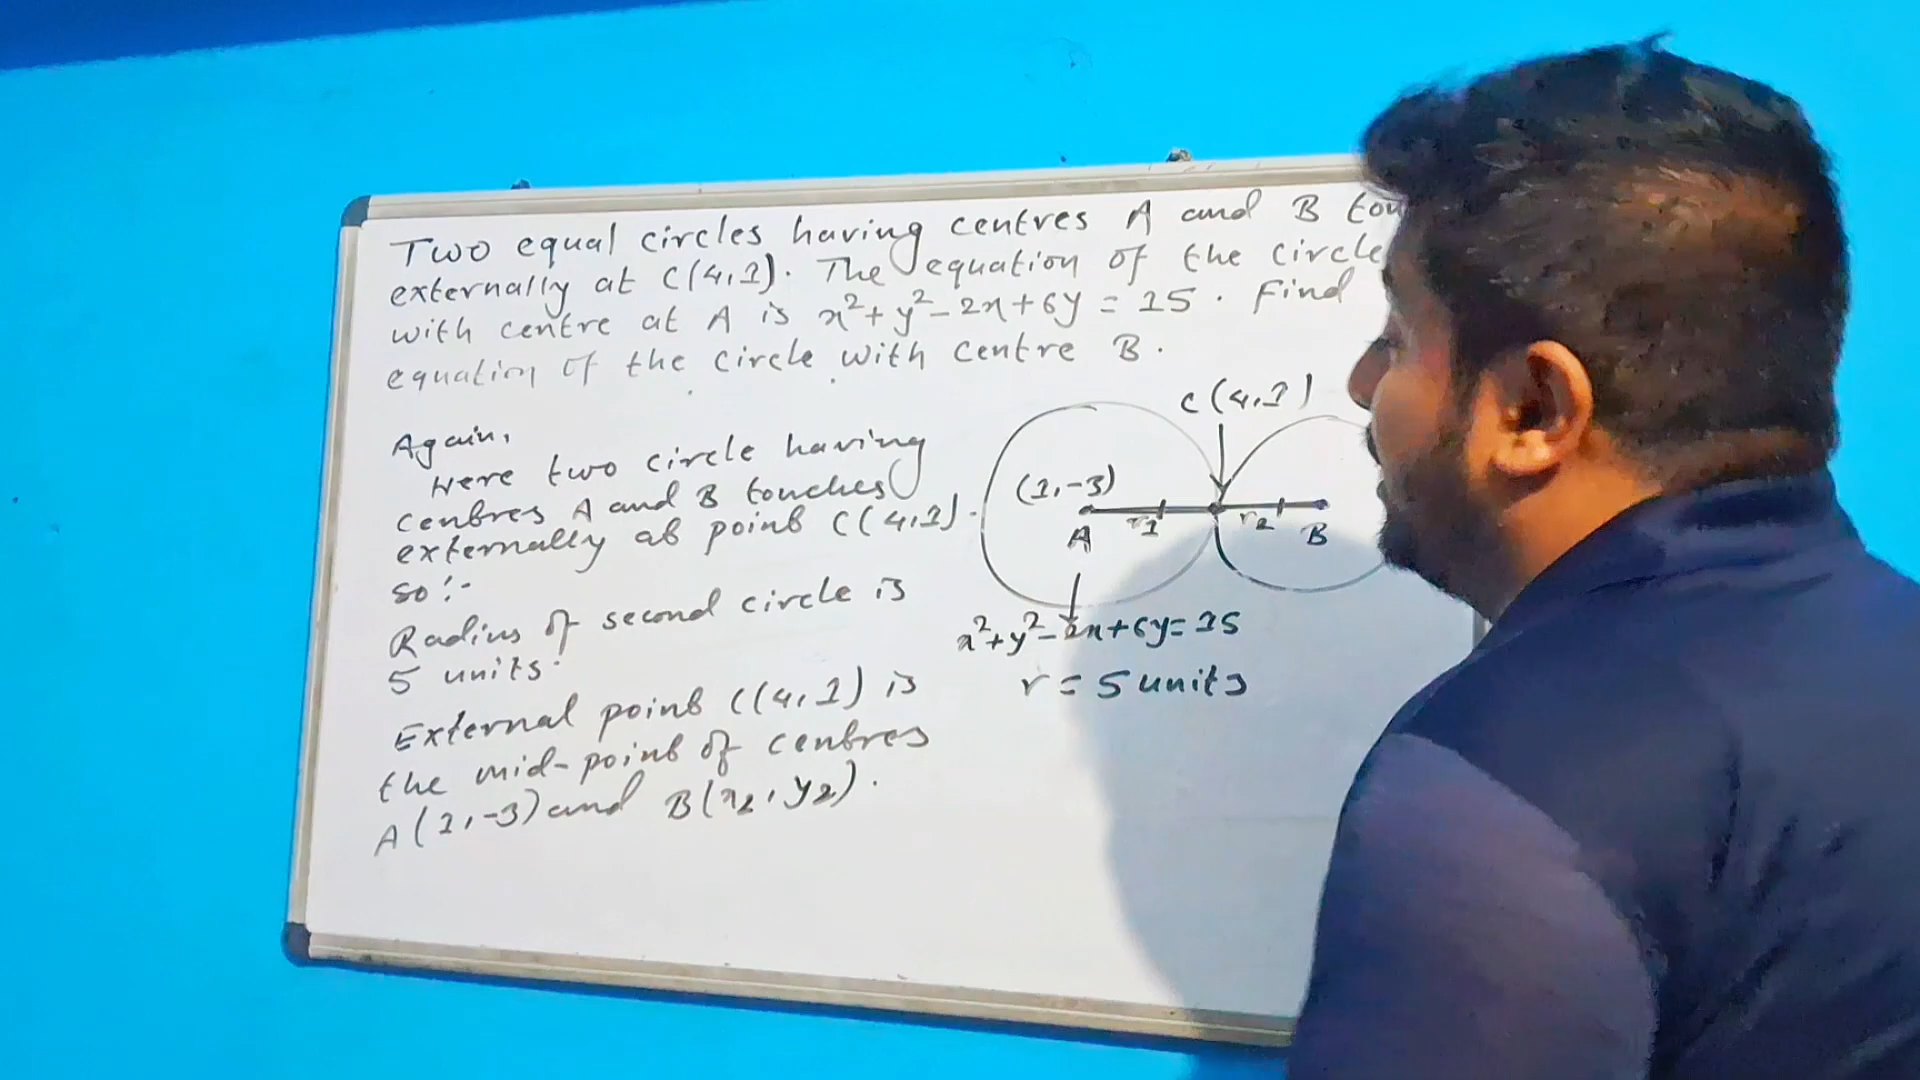 Two equal circles having centres A and B tou
externally at C(4,1). The equation of the circle
with centre at A is x²+y²-2x+6y = 15. Find
equation of the circle with centre B.
Again,
Here two circle having
centres A and B touches
externally at point C(4,1).
so:-
Radius of second circle is
5 units.
External point C(4,1) is
the mid-point of centres
A(1,-3) and B(x₂,y₂).
C(4,1)
(1,-3)
A
r₁
r₂
B
x²+y²-2x+6y=15
r = 5 units